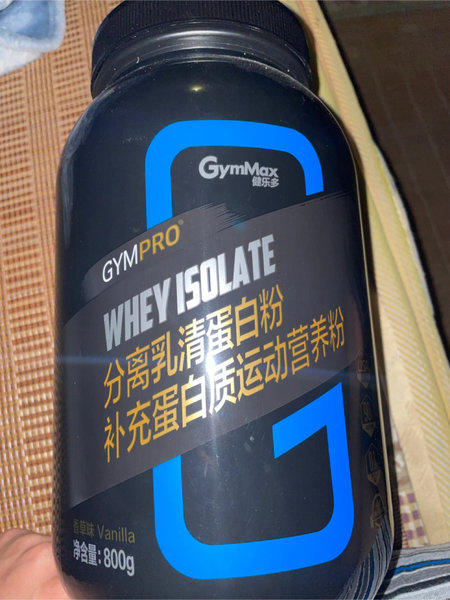 GymMax
健乐多
GYMPRO®
WHEY ISOLATE
分离乳清蛋白粉
补充蛋白质运动营养粉
香草味 Vanilla
净含量：800g